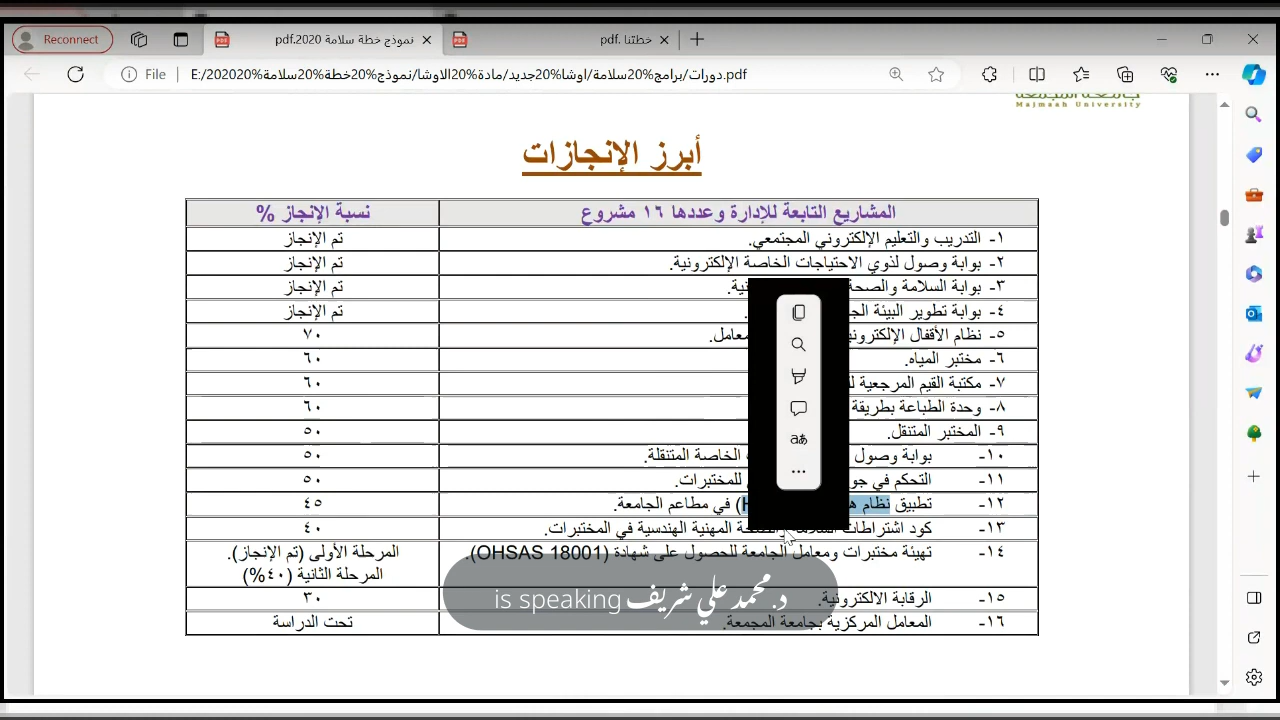 Reconnect
نموذج خطة سلامة 2020.pdf
خطتنا .pdf
File
E:/دورات/برامج%20سلامة/اوشا%20جديد/مادة%20الاوشا/نموذج%20خطة%20سلامة%202020.pdf
Majmaah University
أبرز الإنجازات
المشاريع التابعة للإدارة وعددها ١٦ مشروع نسبة الإنجاز %
١- التدريب والتعليم الإلكتروني المجتمعي. تم الإنجاز
٢- بوابة وصول لذوي الاحتياجات الخاصة الإلكترونية. تم الإنجاز
٣- بوابة السلامة والصحة تم الإنجاز
٤- بوابة تطوير البيئة تم الإنجاز
٥- نظام الأقفال ٧٠
٦- مختبر المياه. ٦٠
٧- مكتبة القيم المرجعية ٦٠
٨- وحدة الطباعة بطريقة ٦٠
٩- المختبر المتنقل. ٥٠
١٠- بوابة وصول الخاصة المتنقلة. ٥٠
١١- التحكم في للمختبرات. ٥٠
١٢- تطبيق نظام في مطاعم الجامعة. ٤٥
١٣- كود اشتراطات السلامة والصحة المهنية الهندسية في المختبرات. ٤٠
١٤- تهيئة مختبرات ومعامل الجامعة للحصول على شهادة (OHSAS 18001). المرحلة الأولى (تم الإنجاز).
المرحلة الثانية (٤٠%)
١٥- الرقابة الالكترونية. ٣٠
د. محمد علي شريف is speaking
١٦- المعامل المركزية بجامعة المجمعة. تحت الدراسة